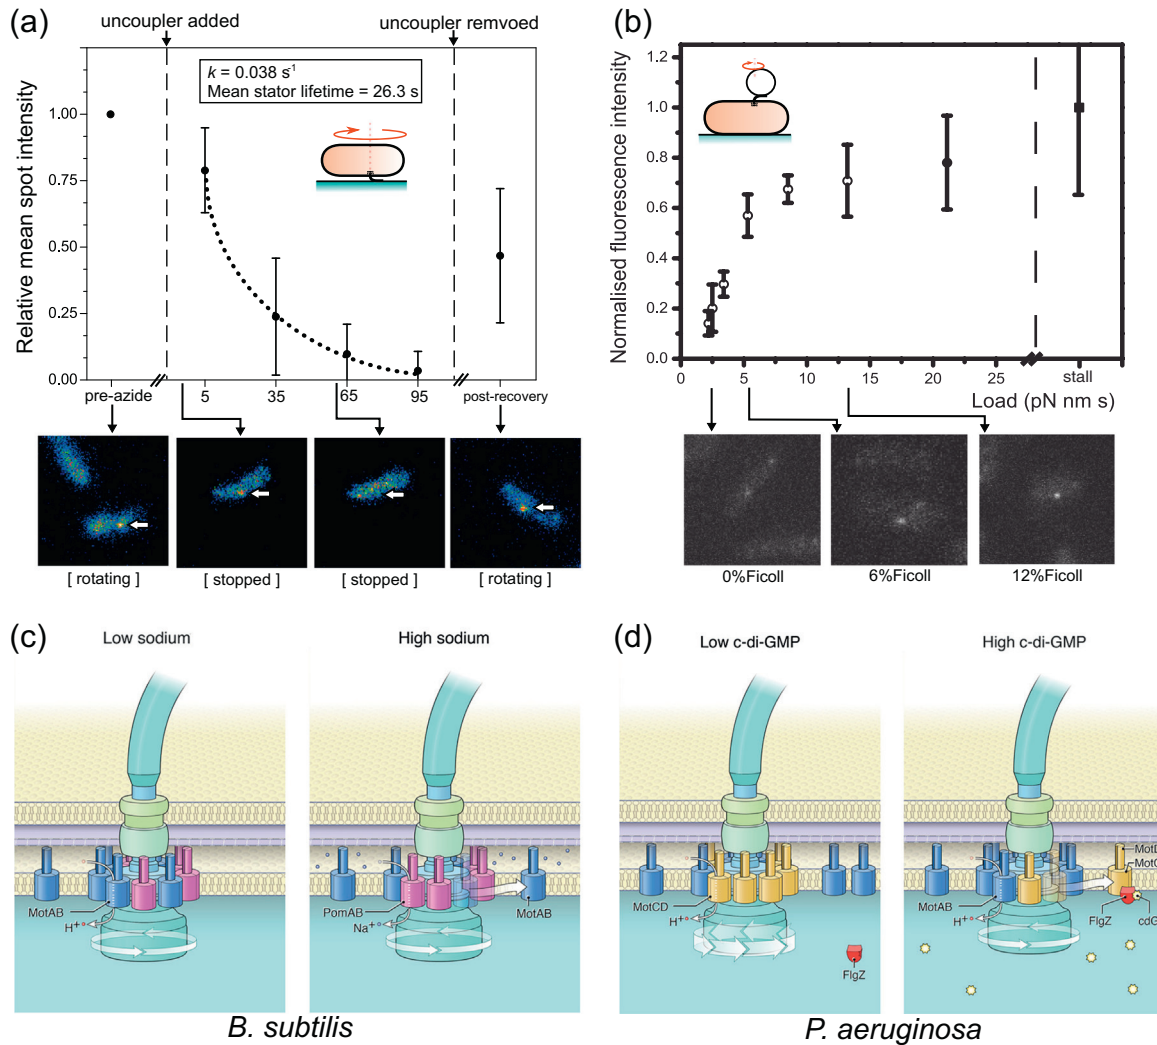 (a)
uncoupler added
uncoupler remvoed
k = 0.038 s⁻¹
Mean stator lifetime = 26.3 s
Relative mean spot intensity
1.00
0.75
0.50
0.25
0.00
pre-azide
5
35
65
95
post-recovery
[ rotating ]
[ stopped ]
[ stopped ]
[ rotating ]
(b)
Normalised fluorescence intensity
1.2
1.0
0.8
0.6
0.4
0.2
0.0
0
5
10
15
20
25
stall
Load (pN nm s)
0%Ficoll
6%Ficoll
12%Ficoll
(c)
Low sodium
High sodium
MotAB
H+
PomAB
Na+
MotAB
B. subtilis
(d)
Low c-di-GMP
High c-di-GMP
MotCD
H+
FlgZ
MotAB
H+
FlgZ
P. aeruginosa